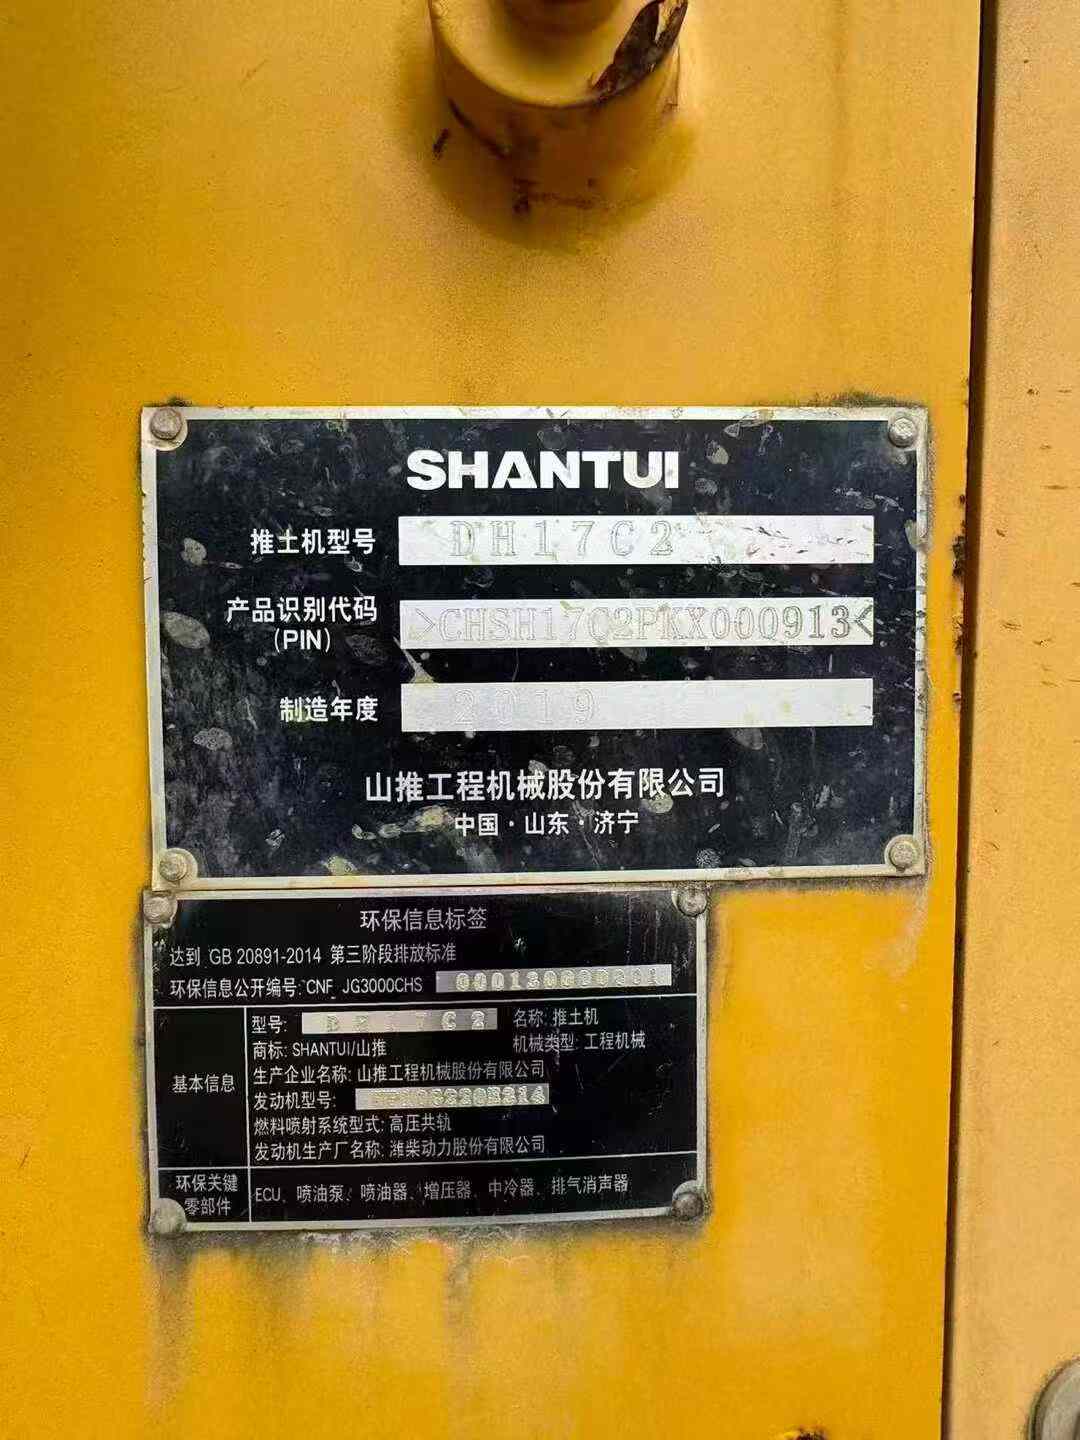 SHANTUI
推土机型号 DH17C2
产品识别代码 >CHSH17C2PKX000913<
(PIN)
制造年度 2019
山推工程机械股份有限公司
中国·山东·济宁
环保信息标签
达到 GB 20891-2014 第三阶段排放标准
环保信息公开编号: CNF JG3000CHS
基本信息
型号: DH17C2 名称: 推土机
商标: SHANTUI/山推 机械类型: 工程机械
生产企业名称: 山推工程机械股份有限公司
发动机型号:
燃料喷射系统型式: 高压共轨
发动机生产厂名称: 潍柴动力股份有限公司
环保关键
零部件
ECU、喷油泵、喷油器、增压器、中冷器、排气消声器